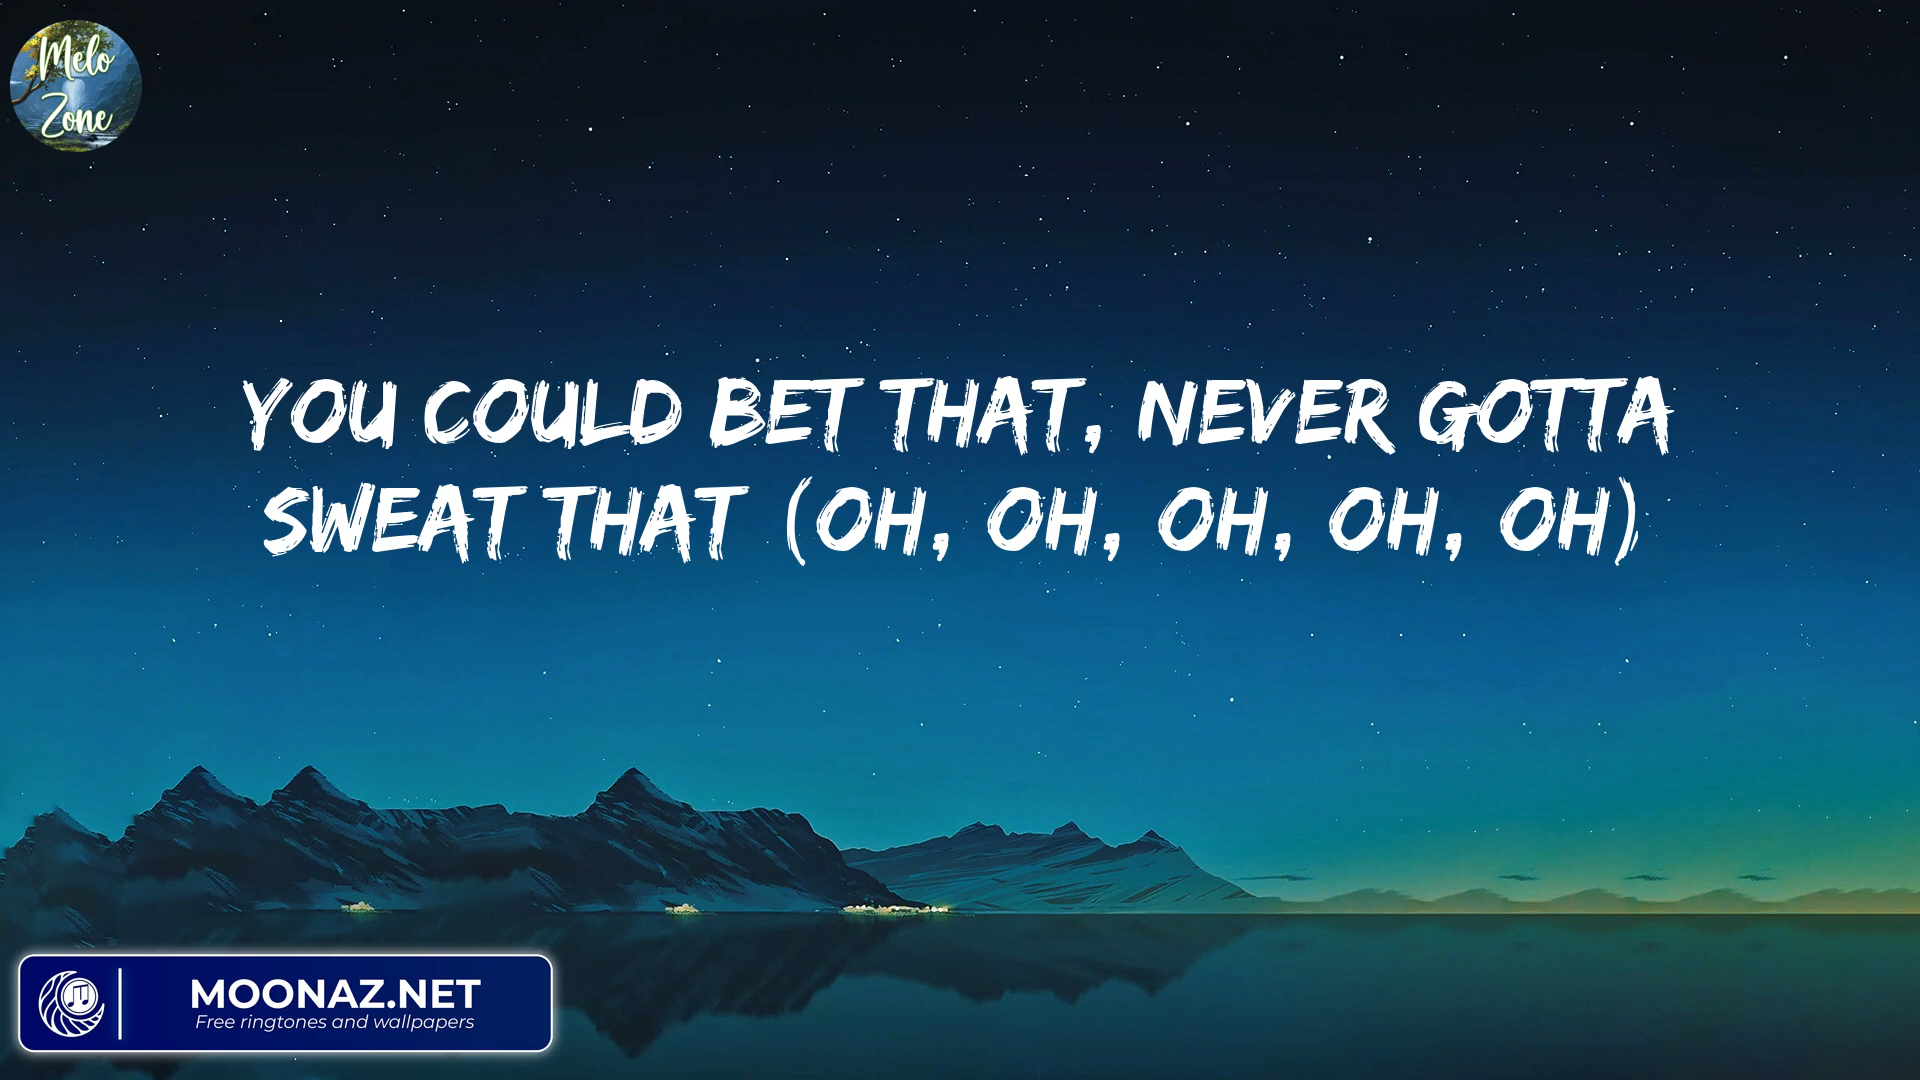 Melo
Zone
YOU COULD BET THAT, NEVER GOTTA
SWEAT THAT (OH, OH, OH, OH, OH)
MOONAZ.NET
Free ringtones and wallpapers